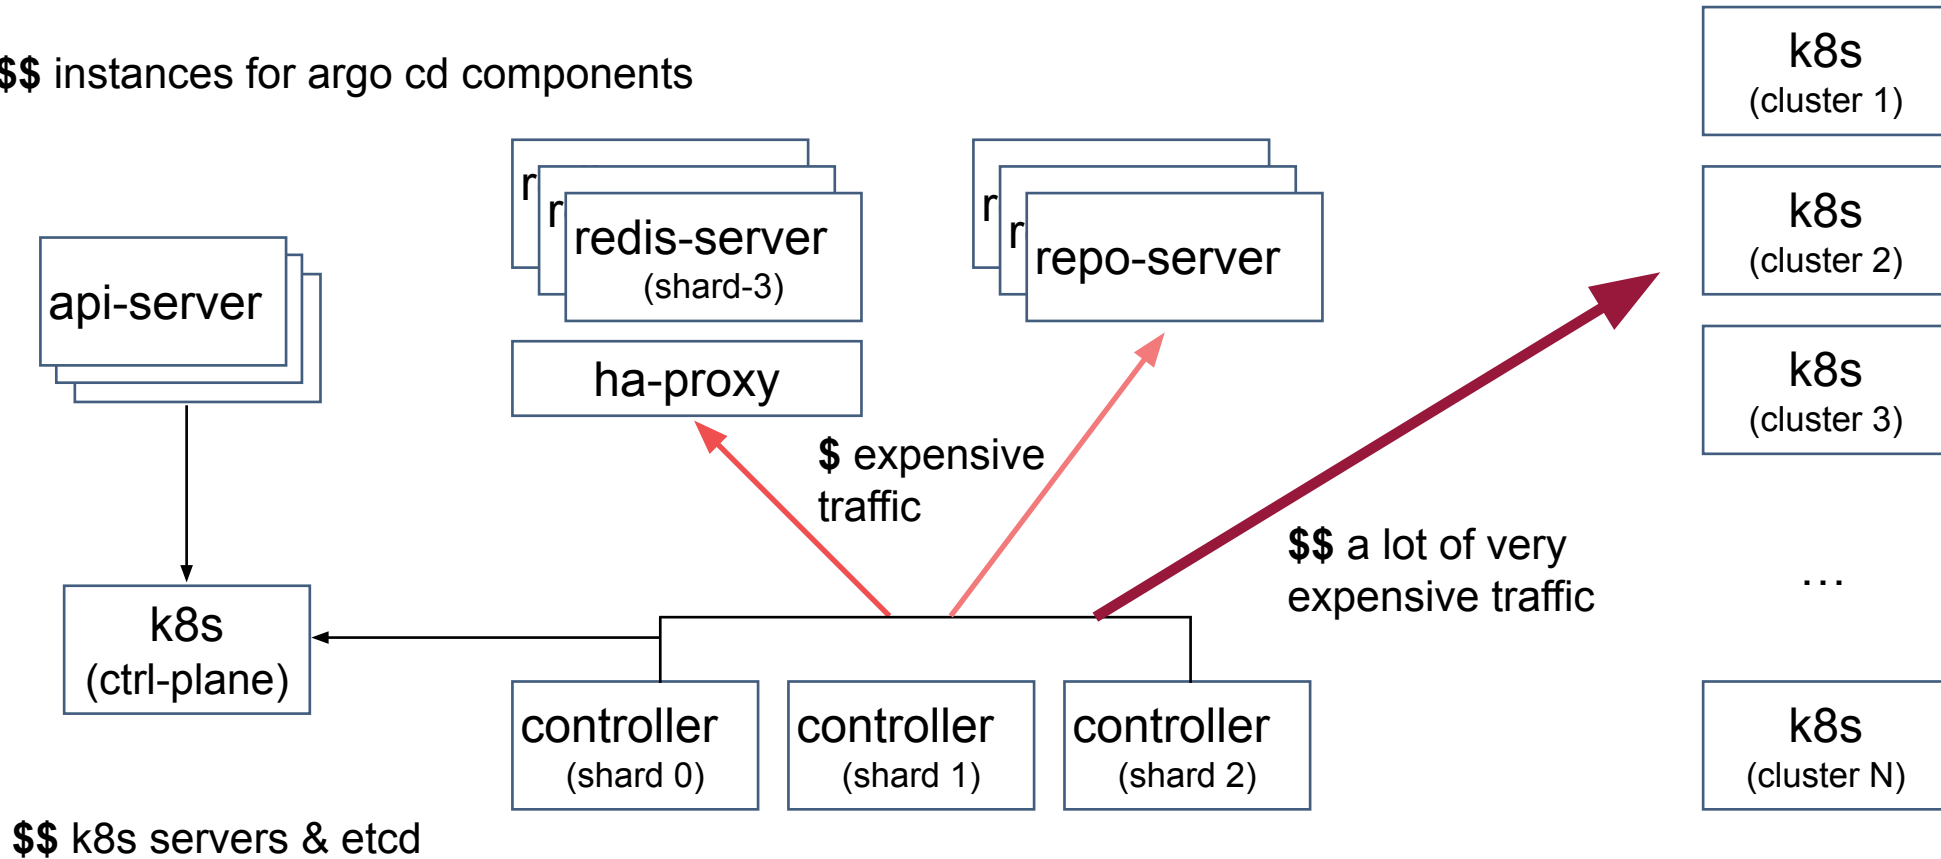 $$ instances for argo cd components
k8s
(cluster 1)
k8s
(cluster 2)
k8s
(cluster 3)
…
k8s
(cluster N)
r
r
redis-server
(shard-3)
ha-proxy
r
r
repo-server
api-server
$ expensive
traffic
$$ a lot of very
expensive traffic
k8s
(ctrl-plane)
controller
(shard 0)
controller
(shard 1)
controller
(shard 2)
$$ k8s servers & etcd